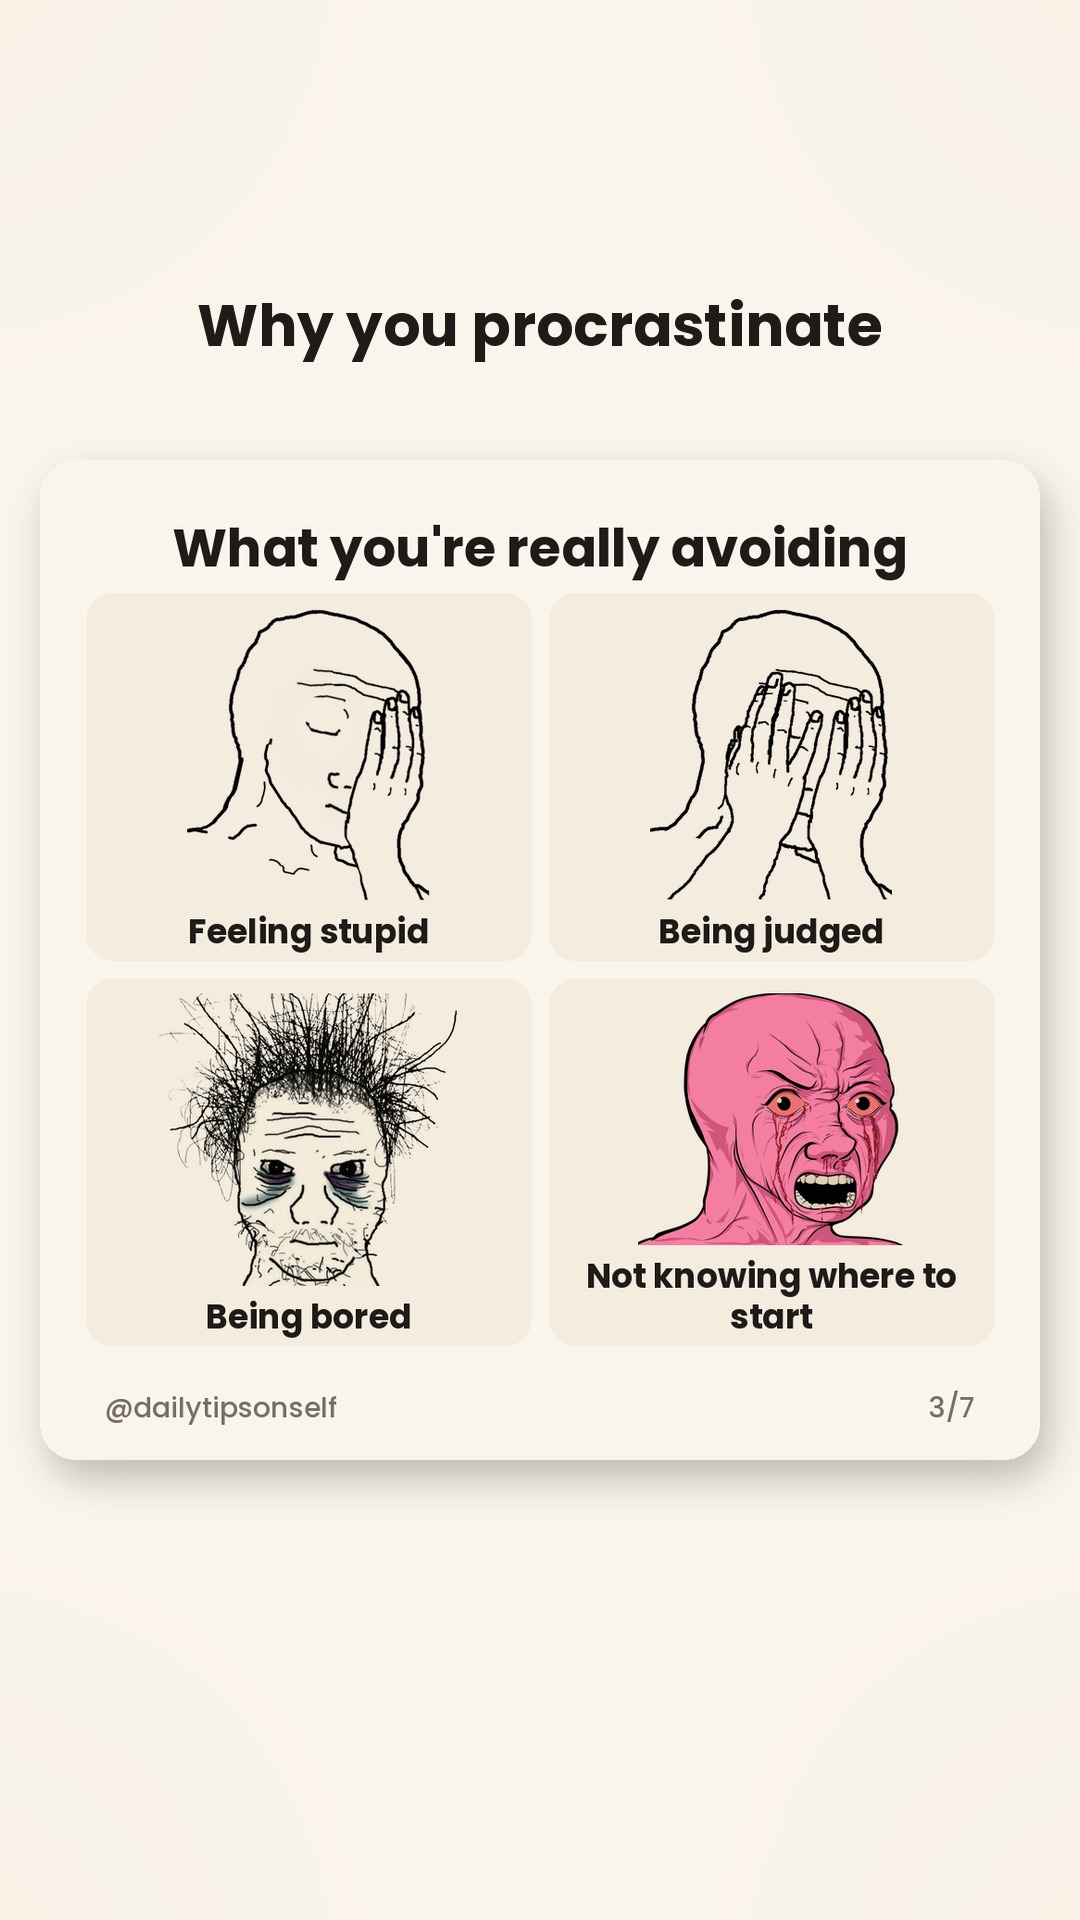 Why you procrastinate
What you're really avoiding
Feeling stupid
Being judged
Being bored
Not knowing where to
start
@dailytipsonself
3/7